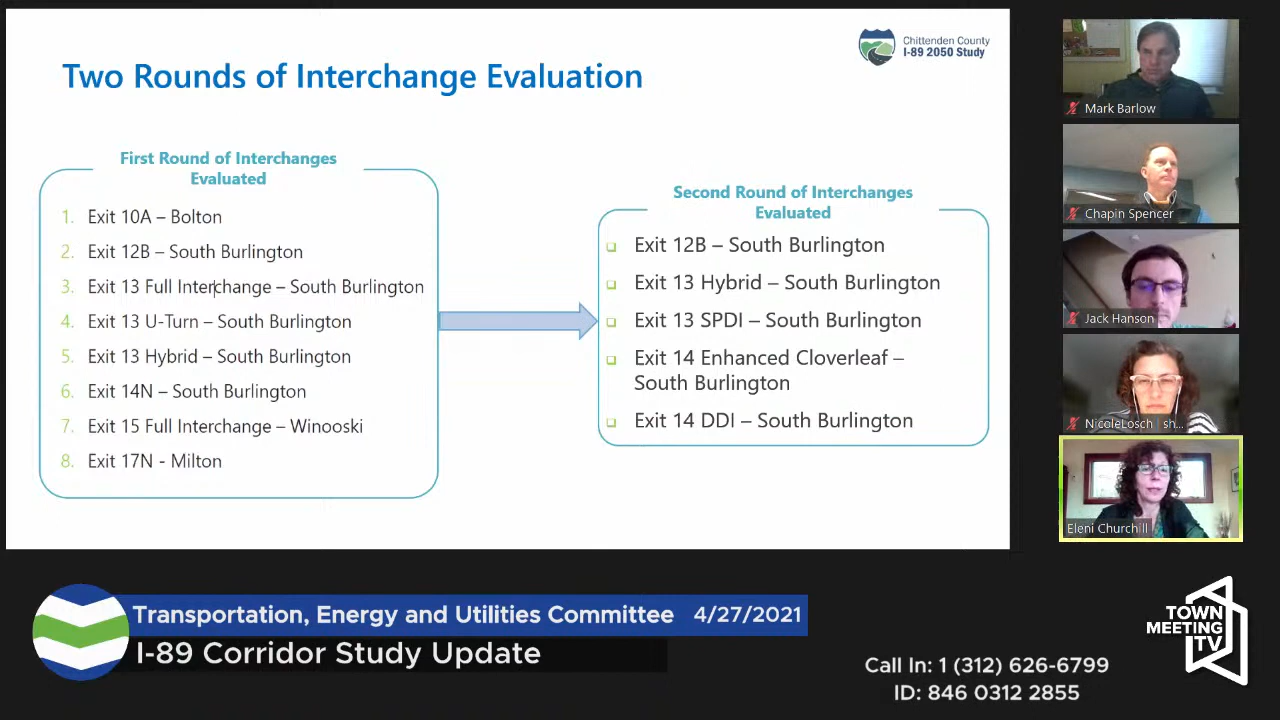 Chittenden County
I-89 2050 Study
Two Rounds of Interchange Evaluation
First Round of Interchanges
Evaluated
1. Exit 10A – Bolton
2. Exit 12B – South Burlington
3. Exit 13 Full Interchange – South Burlington
4. Exit 13 U-Turn – South Burlington
5. Exit 13 Hybrid – South Burlington
6. Exit 14N – South Burlington
7. Exit 15 Full Interchange – Winooski
8. Exit 17N - Milton
Second Round of Interchanges
Evaluated
Exit 12B – South Burlington
Exit 13 Hybrid – South Burlington
Exit 13 SPDI – South Burlington
Exit 14 Enhanced Cloverleaf –
South Burlington
Exit 14 DDI – South Burlington
Mark Barlow
Chapin Spencer
Jack Hanson
NicoleLosch | sh...
Eleni Churchill
Transportation, Energy and Utilities Committee 4/27/2021
I-89 Corridor Study Update
Call In: 1 (312) 626-6799
ID: 846 0312 2855
TOWN
MEETING
TV